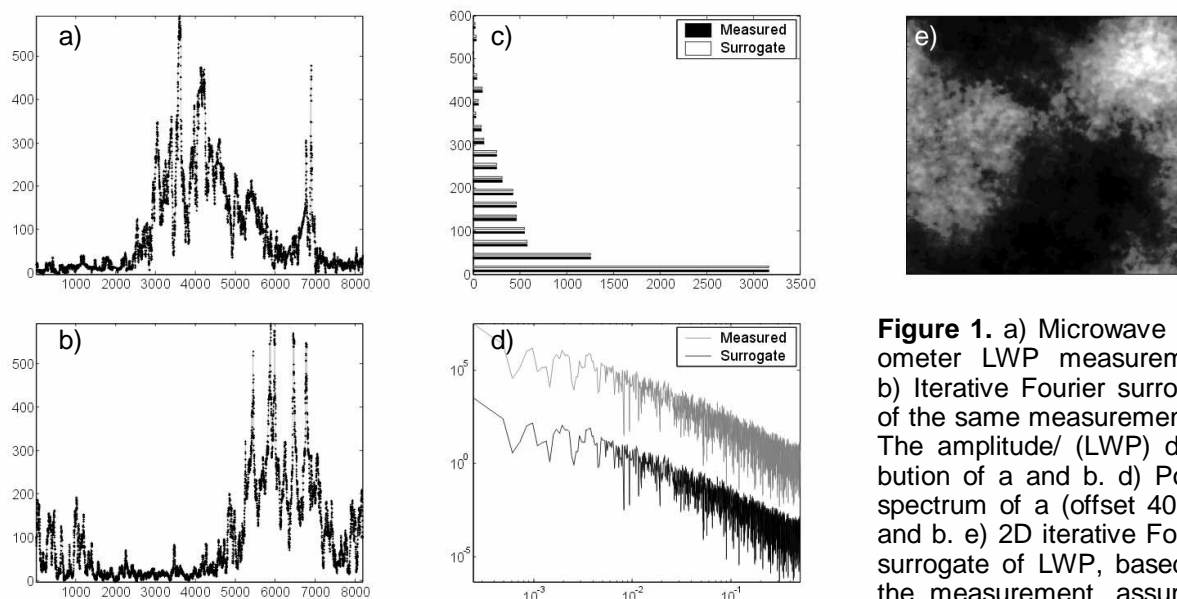 a)
500
400
300
200
100
0
1000 2000 3000 4000 5000 6000 7000 8000
b)
500
400
300
200
100
0
1000 2000 3000 4000 5000 6000 7000 8000
c)
Measured
Surrogate
600
500
400
300
200
100
0
0 500 1000 1500 2000 2500 3000 3500
d)
Measured
Surrogate
10^5
10^0
10^-5
10^-3 10^-2 10^-1
e)
Figure 1. a) Microwave
ometer LWP measurem
b) Iterative Fourier surro
of the same measurement
The amplitude/ (LWP) d
bution of a and b. d) Po
spectrum of a (offset 40
and b. e) 2D iterative Fou
surrogate of LWP, based
the measurement, assum